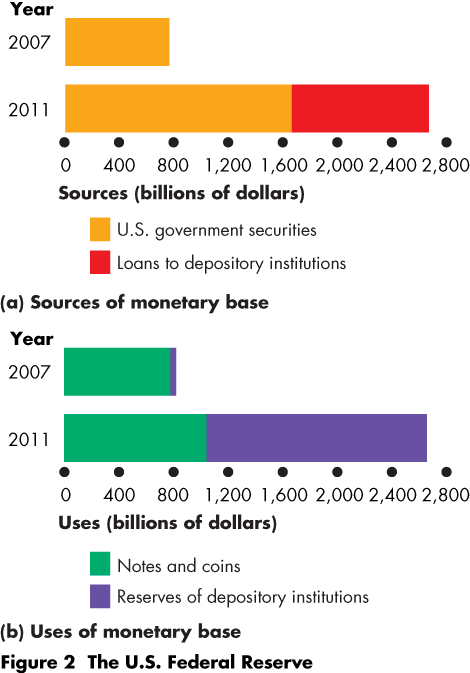 Year
2007
2011
0 400 800 1,200 1,600 2,000 2,400 2,800
Sources (billions of dollars)
U.S. government securities
Loans to depository institutions
(a) Sources of monetary base
Year
2007
2011
0 400 800 1,200 1,600 2,000 2,400 2,800
Uses (billions of dollars)
Notes and coins
Reserves of depository institutions
(b) Uses of monetary base
Figure 2 The U.S. Federal Reserve